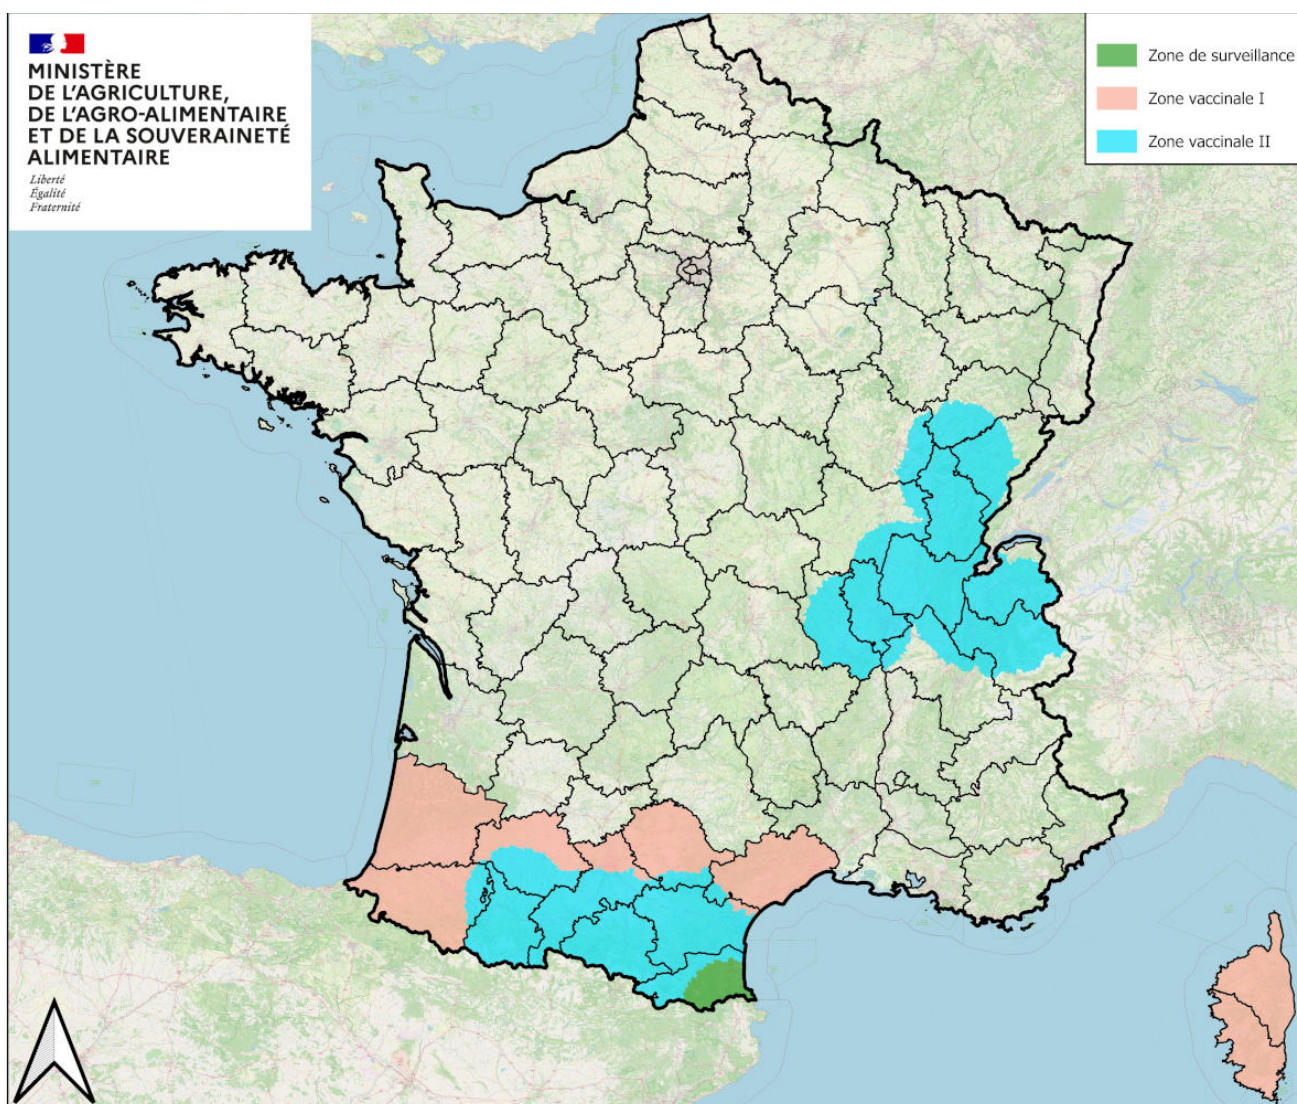 MINISTÈRE
DE L'AGRICULTURE,
DE L'AGRO-ALIMENTAIRE
ET DE LA SOUVERAINETÉ
ALIMENTAIRE
Liberté
Égalité
Fraternité
Zone de surveillance
Zone vaccinale I
Zone vaccinale II